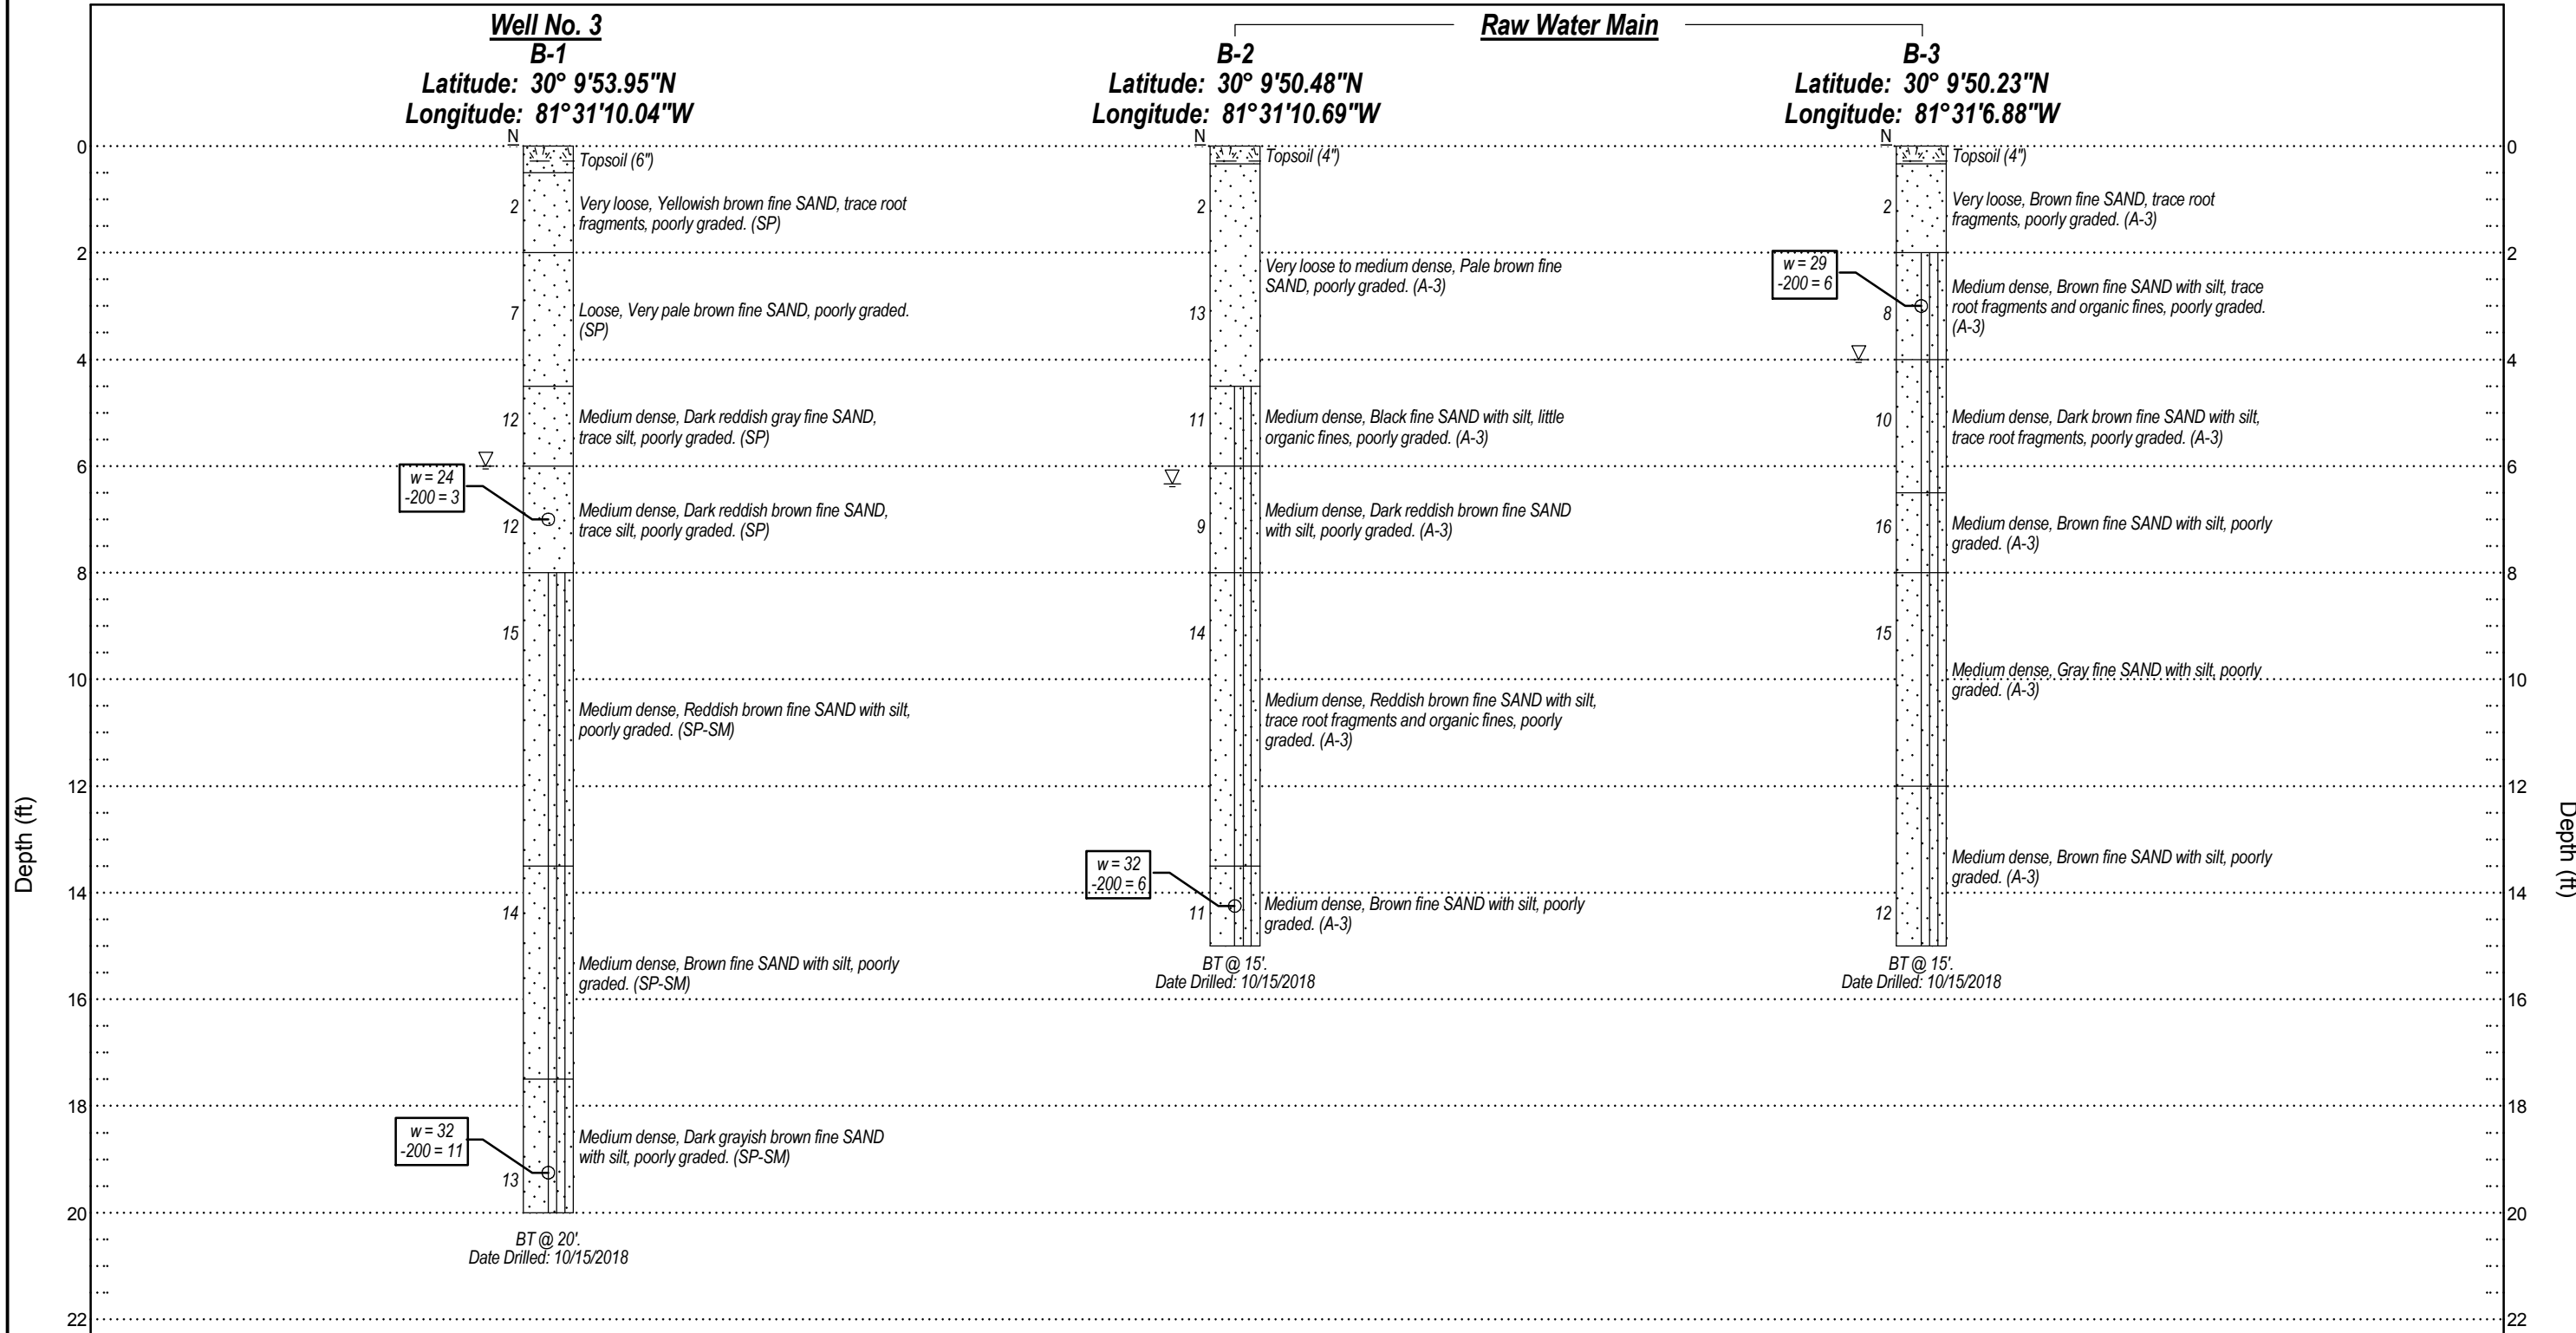 Well No. 3
B-1
Latitude: 30° 9'53.95"N
Longitude: 81°31'10.04"W
Raw Water Main
B-2
Latitude: 30° 9'50.48"N
Longitude: 81°31'10.69"W
B-3
Latitude: 30° 9'50.23"N
Longitude: 81°31'6.88"W
Depth (ft)
0
2
4
6
8
10
12
14
16
18
20
22
N
Topsoil (6")
2
Very loose, Yellowish brown fine SAND, trace root
fragments, poorly graded. (SP)
7
Loose, Very pale brown fine SAND, poorly graded.
(SP)
12
Medium dense, Dark reddish gray fine SAND,
trace silt, poorly graded. (SP)
w = 24
-200 = 3
12
Medium dense, Dark reddish brown fine SAND,
trace silt, poorly graded. (SP)
15
Medium dense, Reddish brown fine SAND with silt,
poorly graded. (SP-SM)
14
Medium dense, Brown fine SAND with silt, poorly
graded. (SP-SM)
w = 32
-200 = 11
13
Medium dense, Dark grayish brown fine SAND
with silt, poorly graded. (SP-SM)
BT @ 20'.
Date Drilled: 10/15/2018
N
Topsoil (4")
2
Very loose to medium dense, Pale brown fine
SAND, poorly graded. (A-3)
13
11
Medium dense, Black fine SAND with silt, little
organic fines, poorly graded. (A-3)
9
Medium dense, Dark reddish brown fine SAND
with silt, poorly graded. (A-3)
14
Medium dense, Reddish brown fine SAND with silt,
trace root fragments and organic fines, poorly
graded. (A-3)
w = 32
-200 = 6
11
Medium dense, Brown fine SAND with silt, poorly
graded. (A-3)
BT @ 15'.
Date Drilled: 10/15/2018
N
Topsoil (4")
2
Very loose, Brown fine SAND, trace root
fragments, poorly graded. (A-3)
w = 29
-200 = 6
8
Medium dense, Brown fine SAND with silt, trace
root fragments and organic fines, poorly graded.
(A-3)
10
Medium dense, Dark brown fine SAND with silt,
trace root fragments, poorly graded. (A-3)
16
Medium dense, Brown fine SAND with silt, poorly
graded. (A-3)
15
Medium dense, Gray fine SAND with silt, poorly
graded. (A-3)
Medium dense, Brown fine SAND with silt, poorly
graded. (A-3)
12
BT @ 15'.
Date Drilled: 10/15/2018
0
2
4
6
8
10
12
14
16
18
20
22
Depth (ft)